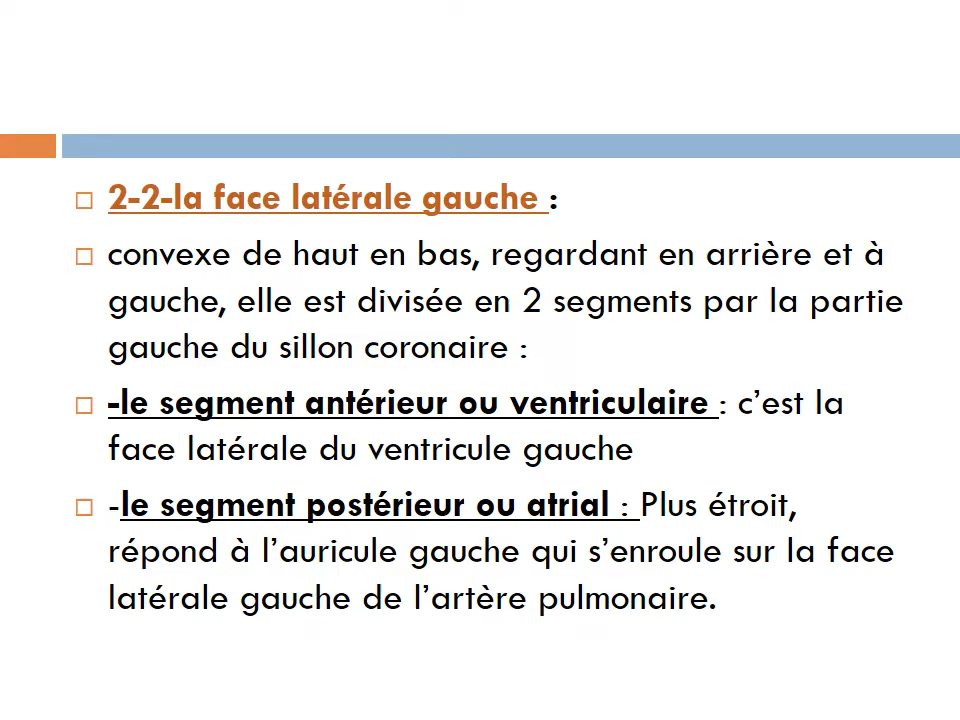 2-2-la face latérale gauche :
convexe de haut en bas, regardant en arrière et à
gauche, elle est divisée en 2 segments par la partie
gauche du sillon coronaire :
-le segment antérieur ou ventriculaire : c’est la
face latérale du ventricule gauche
-le segment postérieur ou atrial : Plus étroit,
répond à l’auricule gauche qui s’enroule sur la face
latérale gauche de l’artère pulmonaire.